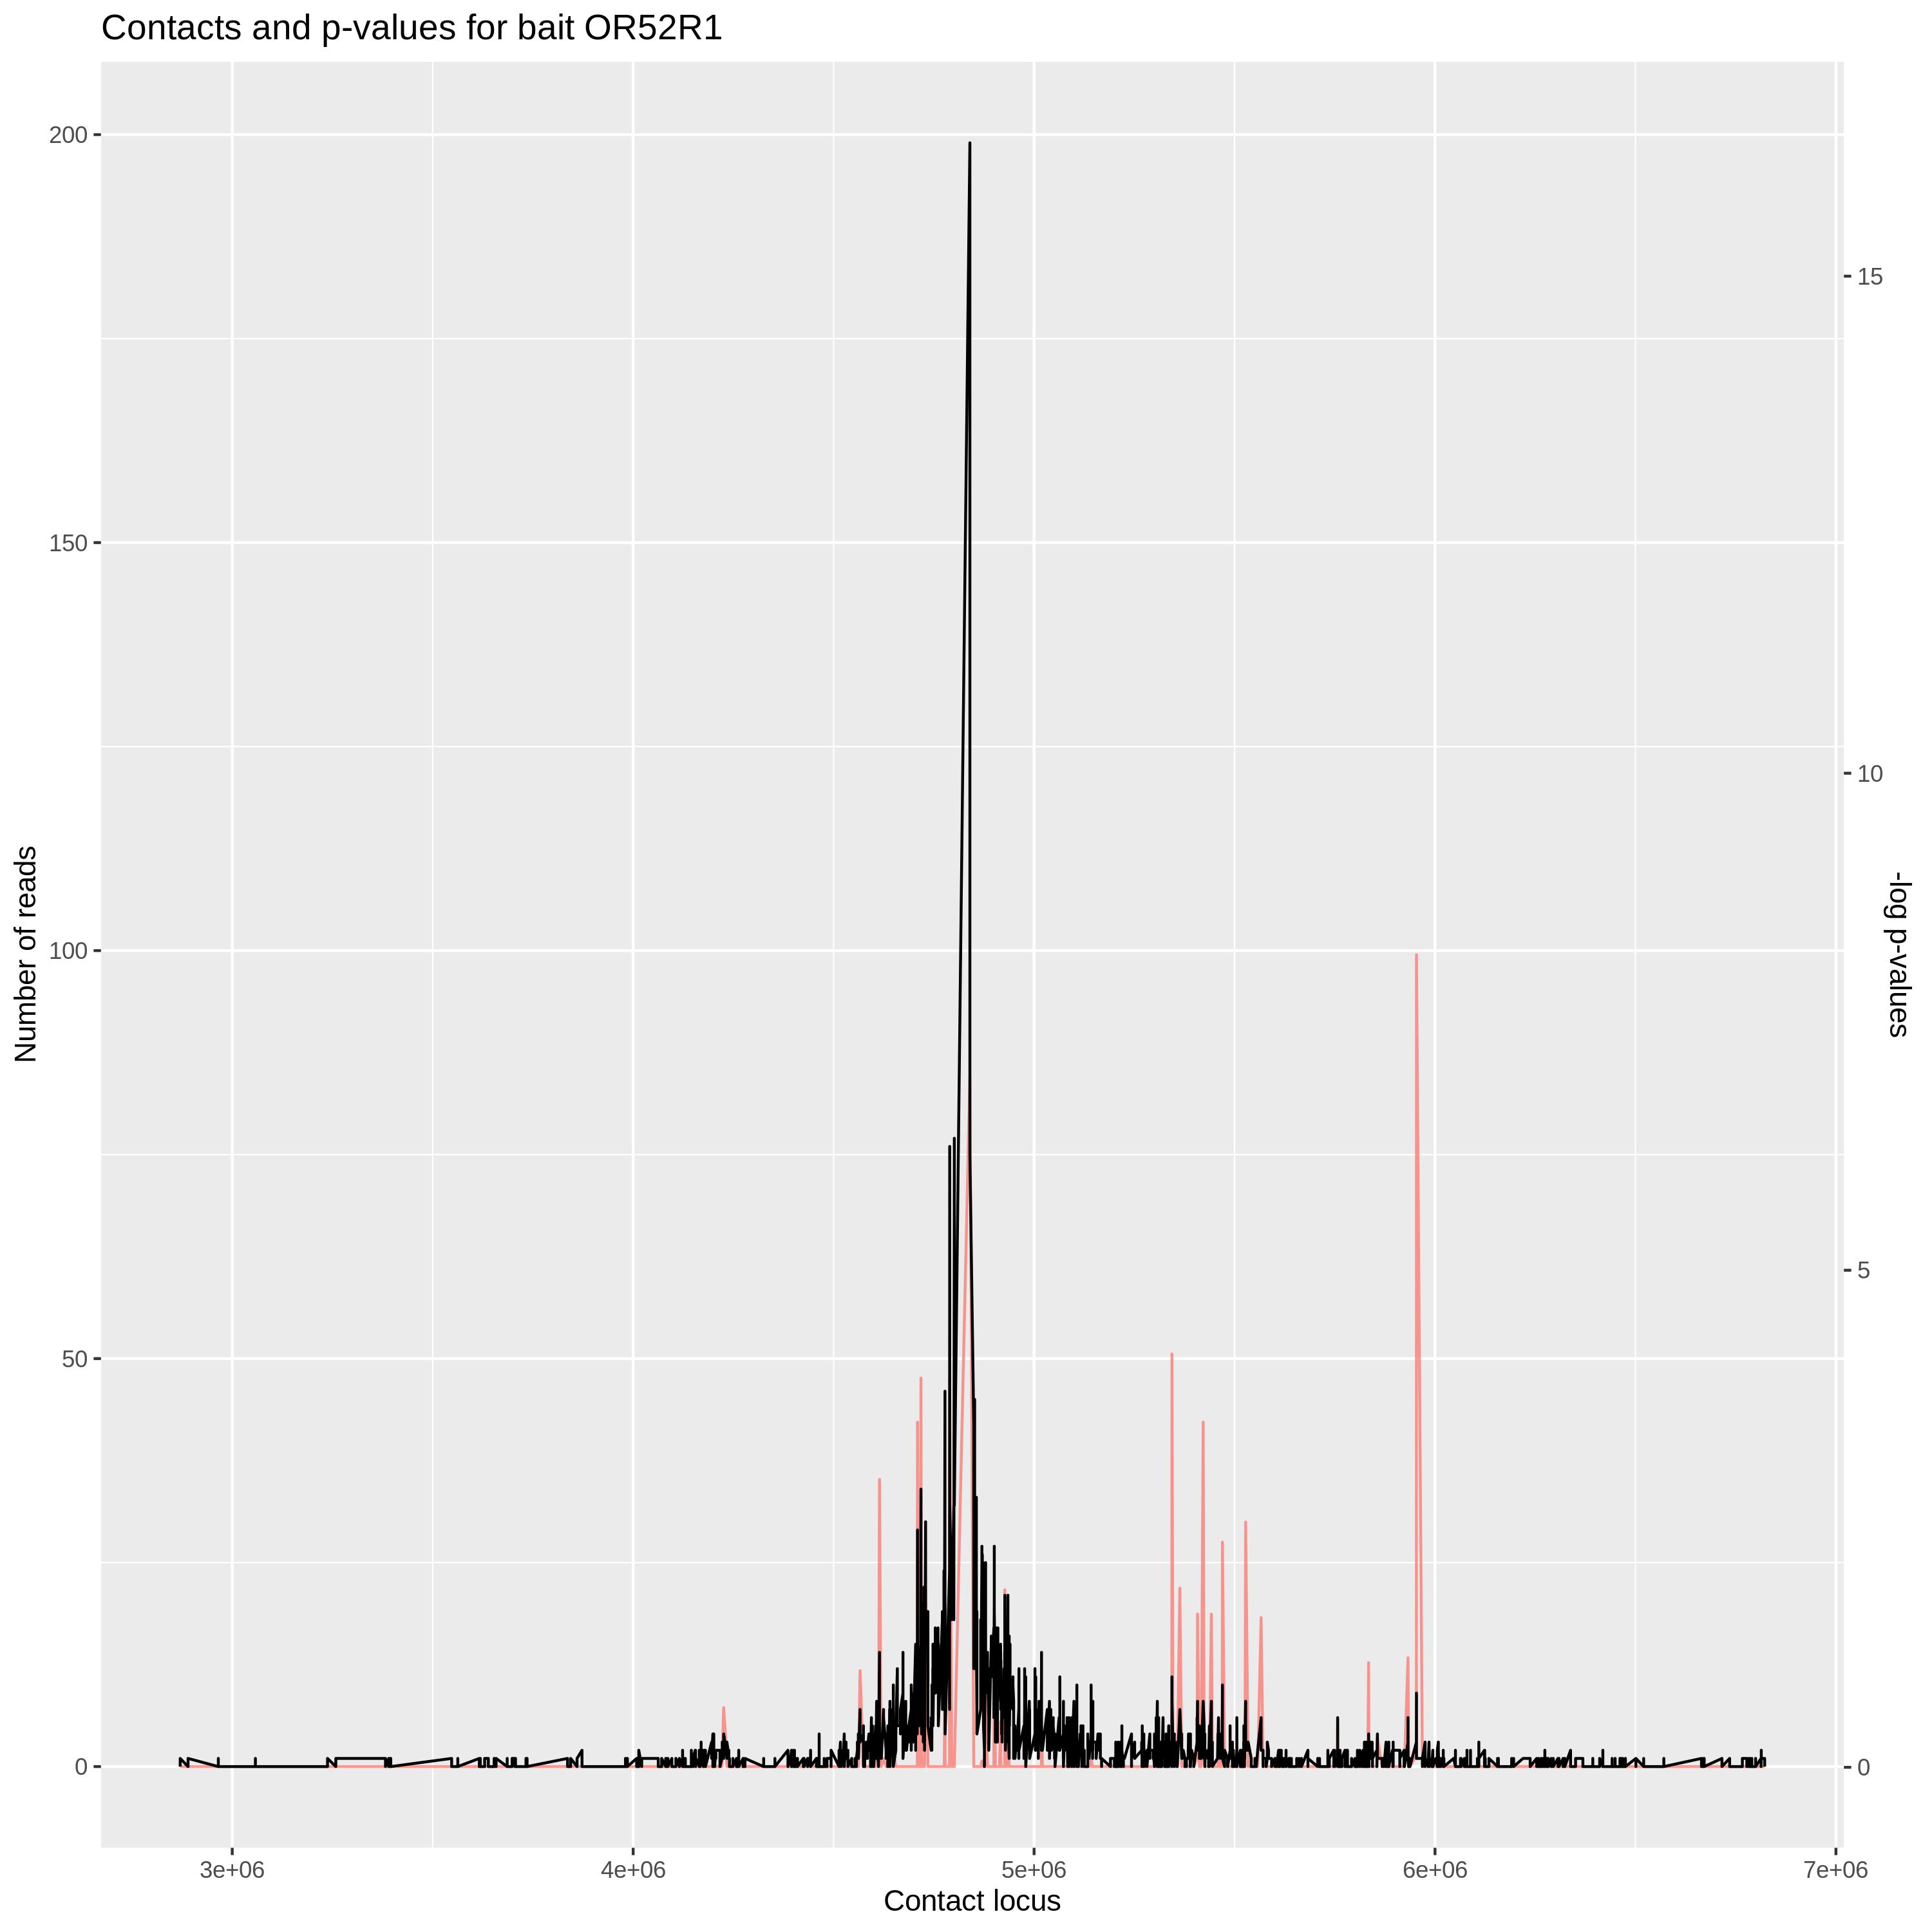 Contacts and p-values for bait OR52R1
200
150
100
50
0
Number of reads
15
10
5
0
-log p-values
3e+06 4e+06 5e+06 6e+06 7e+06
Contact locus